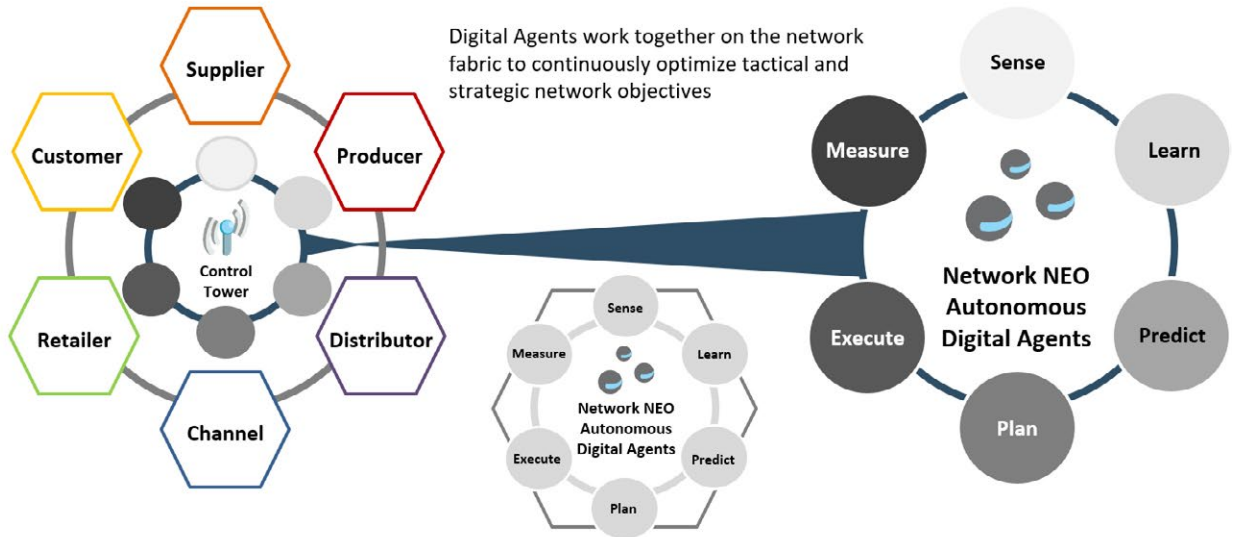 Digital Agents work together on the network
fabric to continuously optimize tactical and
strategic network objectives
Supplier
Customer
Producer
Control
Tower
Retailer
Distributor
Channel
Sense
Measure
Learn
Network NEO
Autonomous
Digital Agents
Execute
Predict
Plan
Sense
Measure
Learn
Network NEO
Autonomous
Digital Agents
Execute
Predict
Plan